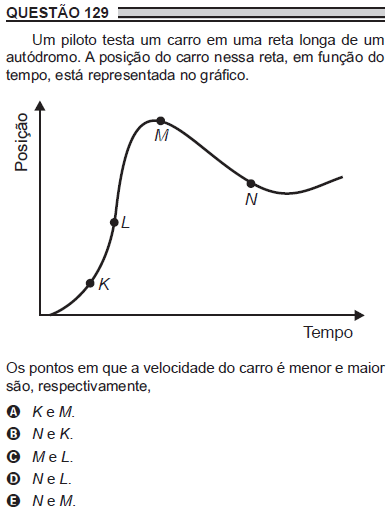 QUESTÃO 129
Um piloto testa um carro em uma reta longa de um
autódromo. A posição do carro nessa reta, em função do
tempo, está representada no gráfico.
Posição
M
L
N
K
Tempo
Os pontos em que a velocidade do carro é menor e maior
são, respectivamente,
A K e M.
B N e K.
C M e L.
D N e L.
E N e M.